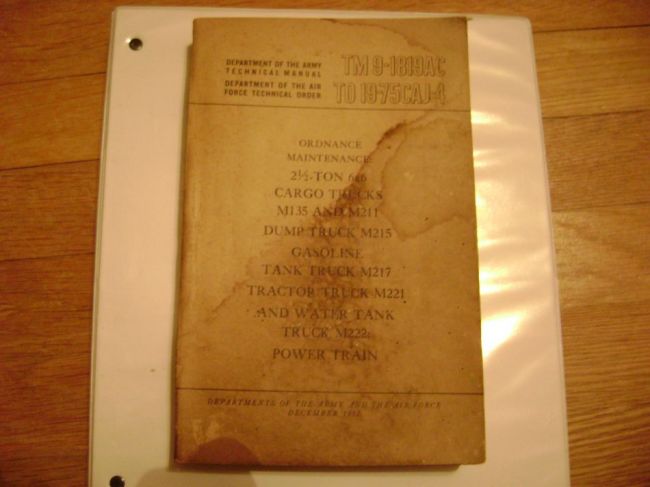 DEPARTMENT OF THE ARMY
TECHNICAL MANUAL
DEPARTMENT OF THE AIR
FORCE TECHNICAL ORDER
TM 9-1819AC
TO 19-75CAJ-4
ORDNANCE
MAINTENANCE:
2½-TON 6x6
CARGO TRUCKS
M135 AND M211
DUMP TRUCK M215
GASOLINE
TANK TRUCK M217
TRACTOR TRUCK M221
AND WATER TANK
TRUCK M222:
POWER TRAIN
DEPARTMENTS OF THE ARMY AND THE AIR FORCE
DECEMBER